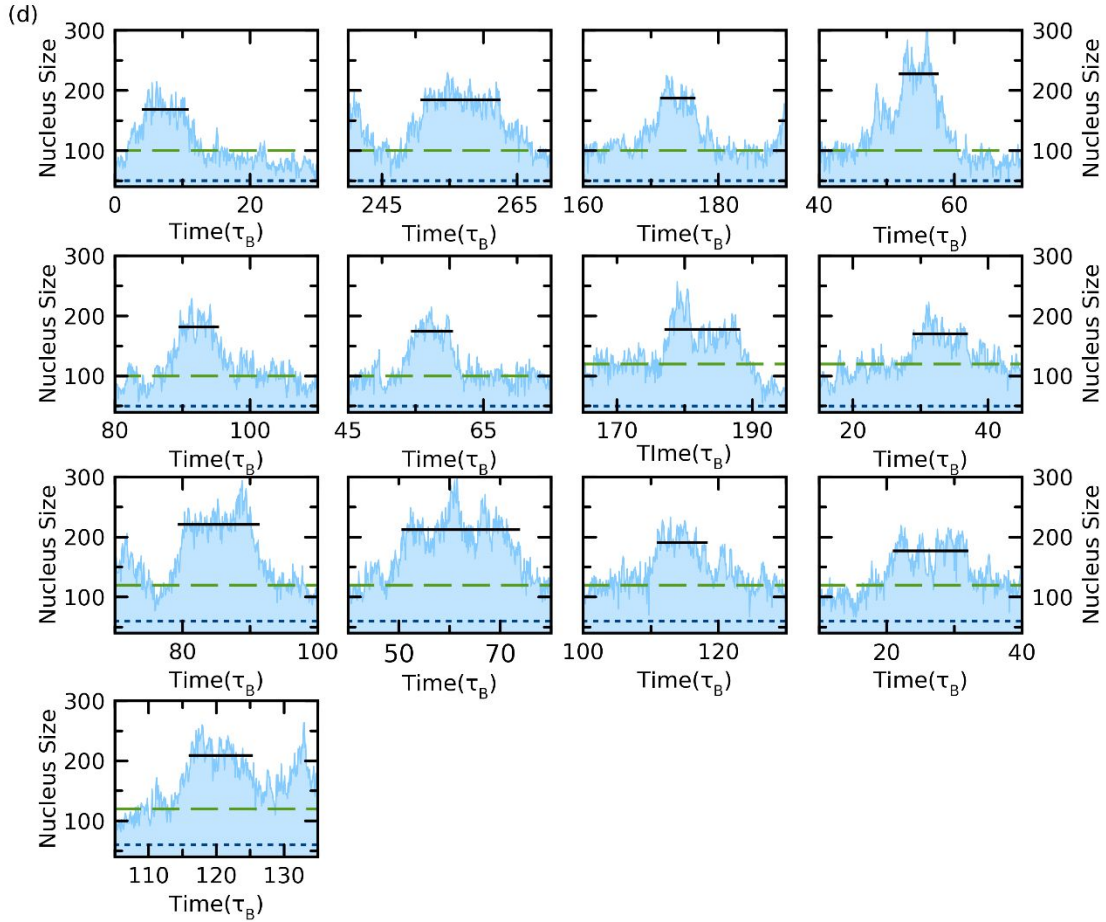 (d)
Nucleus Size
300
200
100
0 20
Time(τB)
245 265
Time(τB)
160 180
Time(τB)
40 60
Time(τB)
300
200
100
Nucleus Size
Nucleus Size
300
200
100
80 100
Time(τB)
45 65
Time(τB)
170 190
TIme(τB)
20 40
Time(τB)
300
200
100
Nucleus Size
Nucleus Size
300
200
100
80 100
Time(τB)
50 70
Time(τB)
100 120
Time(τB)
20 40
Time(τB)
300
200
100
Nucleus Size
Nucleus Size
300
200
100
110 120 130
Time(τB)